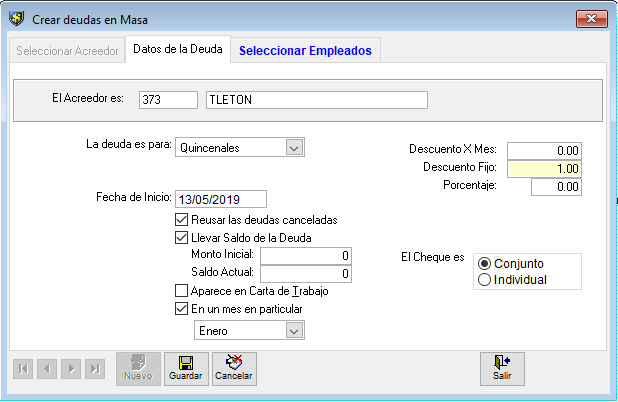 Crear deudas en Masa
Seleccionar Acreedor Datos de la Deuda Seleccionar Empleados
El Acreedor es: 373 TLETON
La deuda es para: Quincenales
Descuento X Mes: 0.00
Descuento Fijo: 1.00
Porcentaje: 0.00
Fecha de Inicio: 13/05/2019
Reusar las deudas canceladas
Llevar Saldo de la Deuda
Monto Inicial: 0
Saldo Actual: 0
El Cheque es
Conjunto
Individual
Aparece en Carta de Trabajo
En un mes en particular
Enero
Nuevo Guardar Cancelar Salir